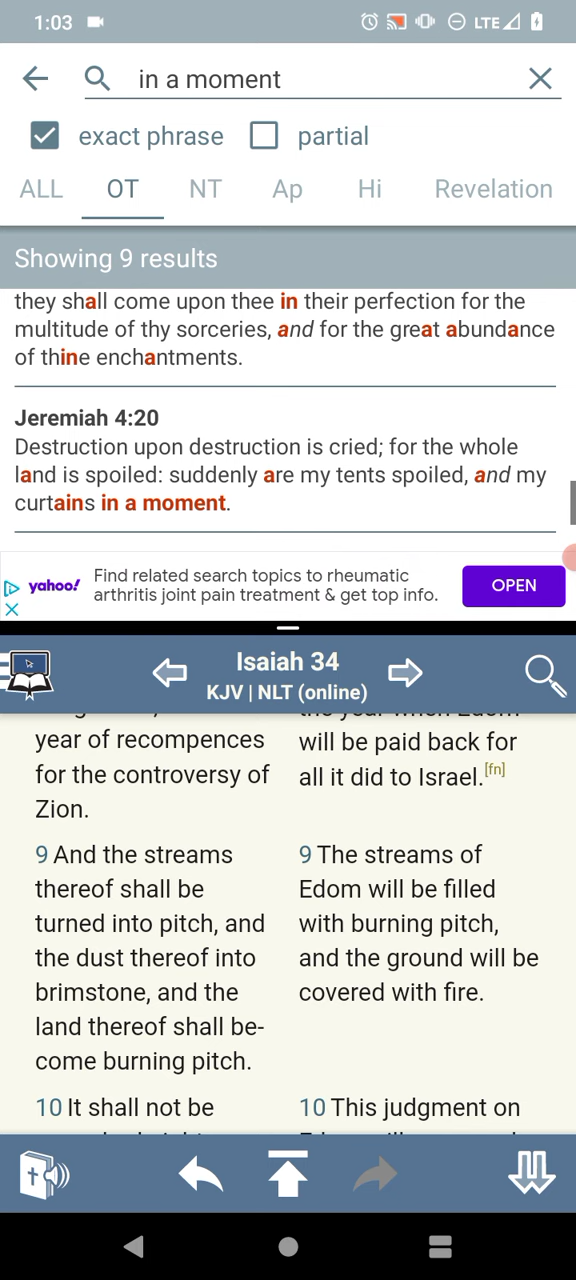 1:03
LTE
in a moment
exact phrase partial
ALL OT NT Ap Hi Revelation
Showing 9 results
they shall come upon thee in their perfection for the
multitude of thy sorceries, and for the great abundance
of thine enchantments.
Jeremiah 4:20
Destruction upon destruction is cried; for the whole
land is spoiled: suddenly are my tents spoiled, and my
curtains in a moment.
yahoo!
Find related search topics to rheumatic
arthritis joint pain treatment & get top info.
OPEN
Isaiah 34
KJV | NLT (online)
year of recompences
for the controversy of
Zion.
9 And the streams
thereof shall be
turned into pitch, and
the dust thereof into
brimstone, and the
land thereof shall be-
come burning pitch.
10 It shall not be
the year when Edom
will be paid back for
all it did to Israel.[fn]
9 The streams of
Edom will be filled
with burning pitch,
and the ground will be
covered with fire.
10 This judgment on